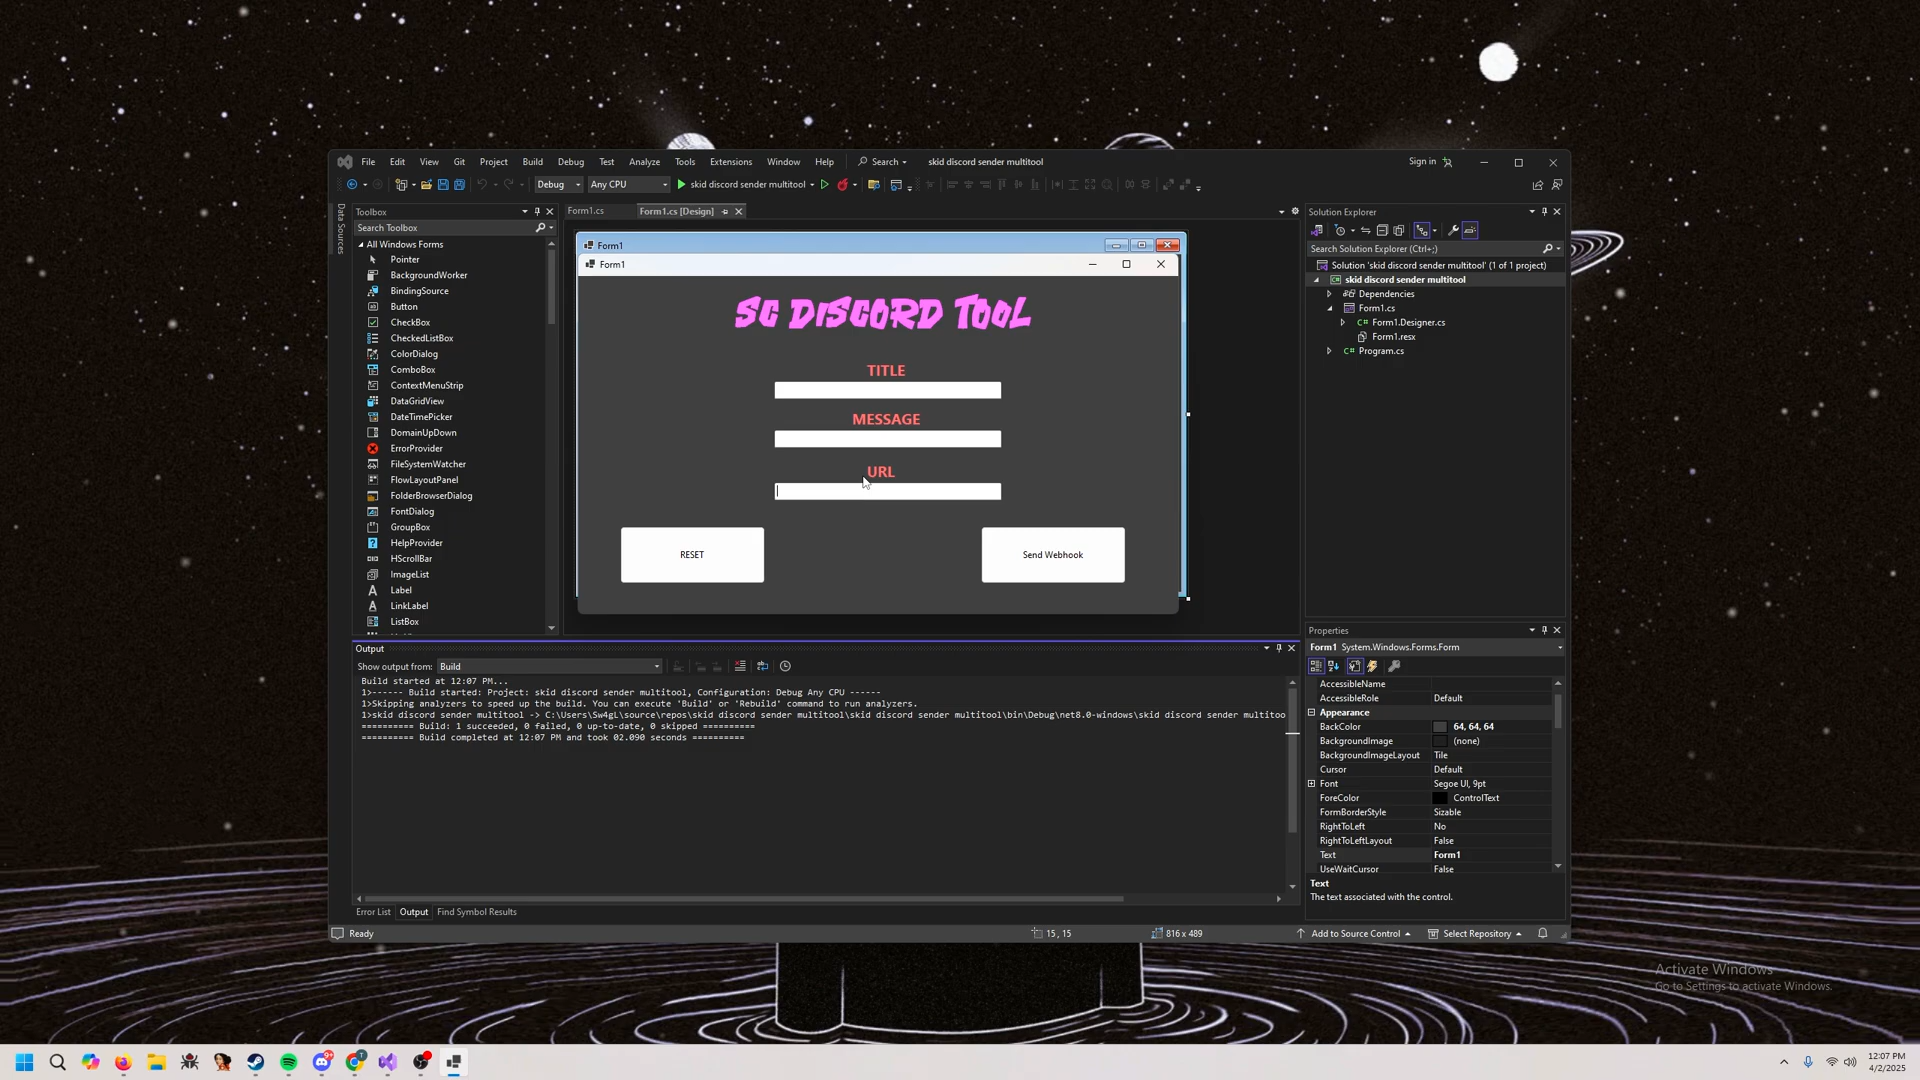 File Edit View Git Project Build Debug Test Analyze Tools Extensions Window Help Search skid discord sender multitool Sign in
Debug Any CPU skid discord sender multitool
Data Sources
Toolbox
Search Toolbox
All Windows Forms
Pointer
BackgroundWorker
BindingSource
Button
CheckBox
CheckedListBox
ColorDialog
ComboBox
ContextMenuStrip
DataGridView
DateTimePicker
DomainUpDown
ErrorProvider
FileSystemWatcher
FlowLayoutPanel
FolderBrowserDialog
FontDialog
GroupBox
HelpProvider
HScrollBar
ImageList
Label
LinkLabel
ListBox
Form1.cs Form1.cs [Design]
Form1
Form1
SC DISCORD TOOL
TITLE
MESSAGE
URL
RESET
Send Webhook
Solution Explorer
Search Solution Explorer (Ctrl+;)
Solution 'skid discord sender multitool' (1 of 1 project)
skid discord sender multitool
Dependencies
Form1.cs
C# Form1.Designer.cs
Form1.resx
C# Program.cs
Output
Show output from: Build
Build started at 12:07 PM...
1>------ Build started: Project: skid discord sender multitool, Configuration: Debug Any CPU ------
1>Skipping analyzers to speed up the build. You can execute 'Build' or 'Rebuild' command to run analyzers.
1>skid discord sender multitool -> C:\Users\Sw4gL\source\repos\skid discord sender multitool\skid discord sender multitool\bin\Debug\net8.0-windows\skid discord sender multitoo
========== Build: 1 succeeded, 0 failed, 0 up-to-date, 0 skipped ==========
========== Build completed at 12:07 PM and took 02.090 seconds ==========
Error List Output Find Symbol Results
Properties
Form1 System.Windows.Forms.Form
AccessibleName
AccessibleRole Default
Appearance
BackColor 64, 64, 64
BackgroundImage (none)
BackgroundImageLayout Tile
Cursor Default
Font Segoe UI, 9pt
ForeColor ControlText
FormBorderStyle Sizable
RightToLeft No
RightToLeftLayout False
Text Form1
UseWaitCursor False
Text
The text associated with the control.
Ready 15 , 15 816 x 489 Add to Source Control Select Repository
Activate Windows
Go to Settings to activate Windows.
9+
T
12:07 PM
4/2/2025